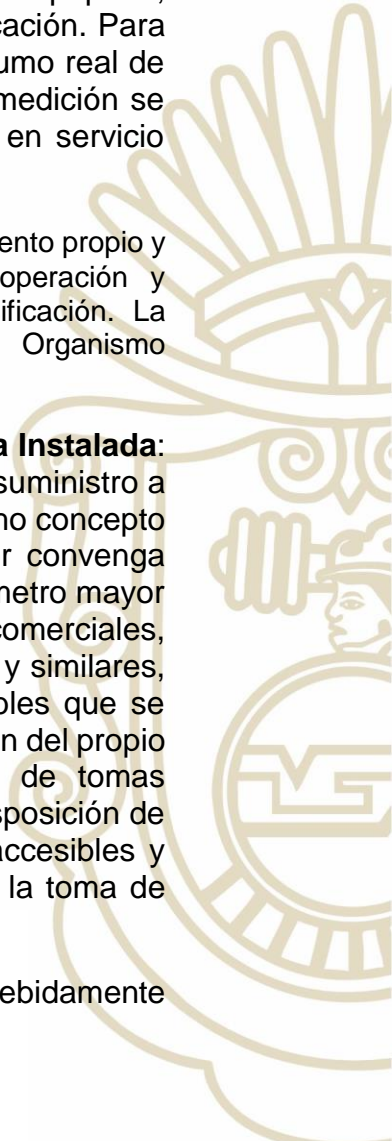 cación. Para
umo real de
medición se
en servicio
ento propio y
operación y
ificación. La
Organismo
a Instalada:
suministro a
no concepto
r convenga
metro mayor
comerciales,
y similares,
oles que se
n del propio
de tomas
sposición de
accesibles y
la toma de
ebidamente